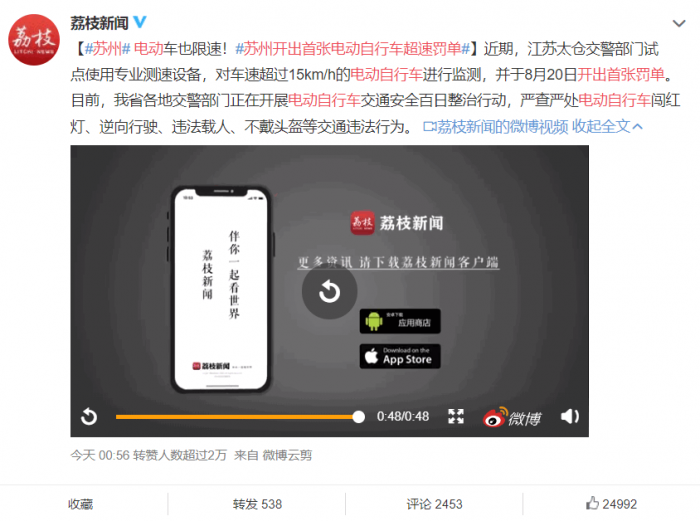 荔枝新闻
荔枝
LITCHI NEWS
【#苏州# 电动车也限速！#苏州开出首张电动自行车超速罚单#】近期，江苏太仓交警部门试
点使用专业测速设备，对车速超过15km/h的电动自行车进行监测，并于8月20日开出首张罚单。
目前，我省各地交警部门正在开展电动自行车交通安全百日整治行动，严查严处电动自行车闯红
灯、逆向行驶、违法载人、不戴头盔等交通违法行为。 荔枝新闻的微博视频 收起全文
伴你一起看世界
荔枝新闻
荔枝新闻
荔枝
荔枝新闻
更多资讯 请下载荔枝新闻客户端
安卓下载
应用商店
Download on the
App Store
0:48/0:48
微博
今天 00:56 转赞人数超过2万 来自 微博云剪
收藏
转发 538
评论 2453
24992